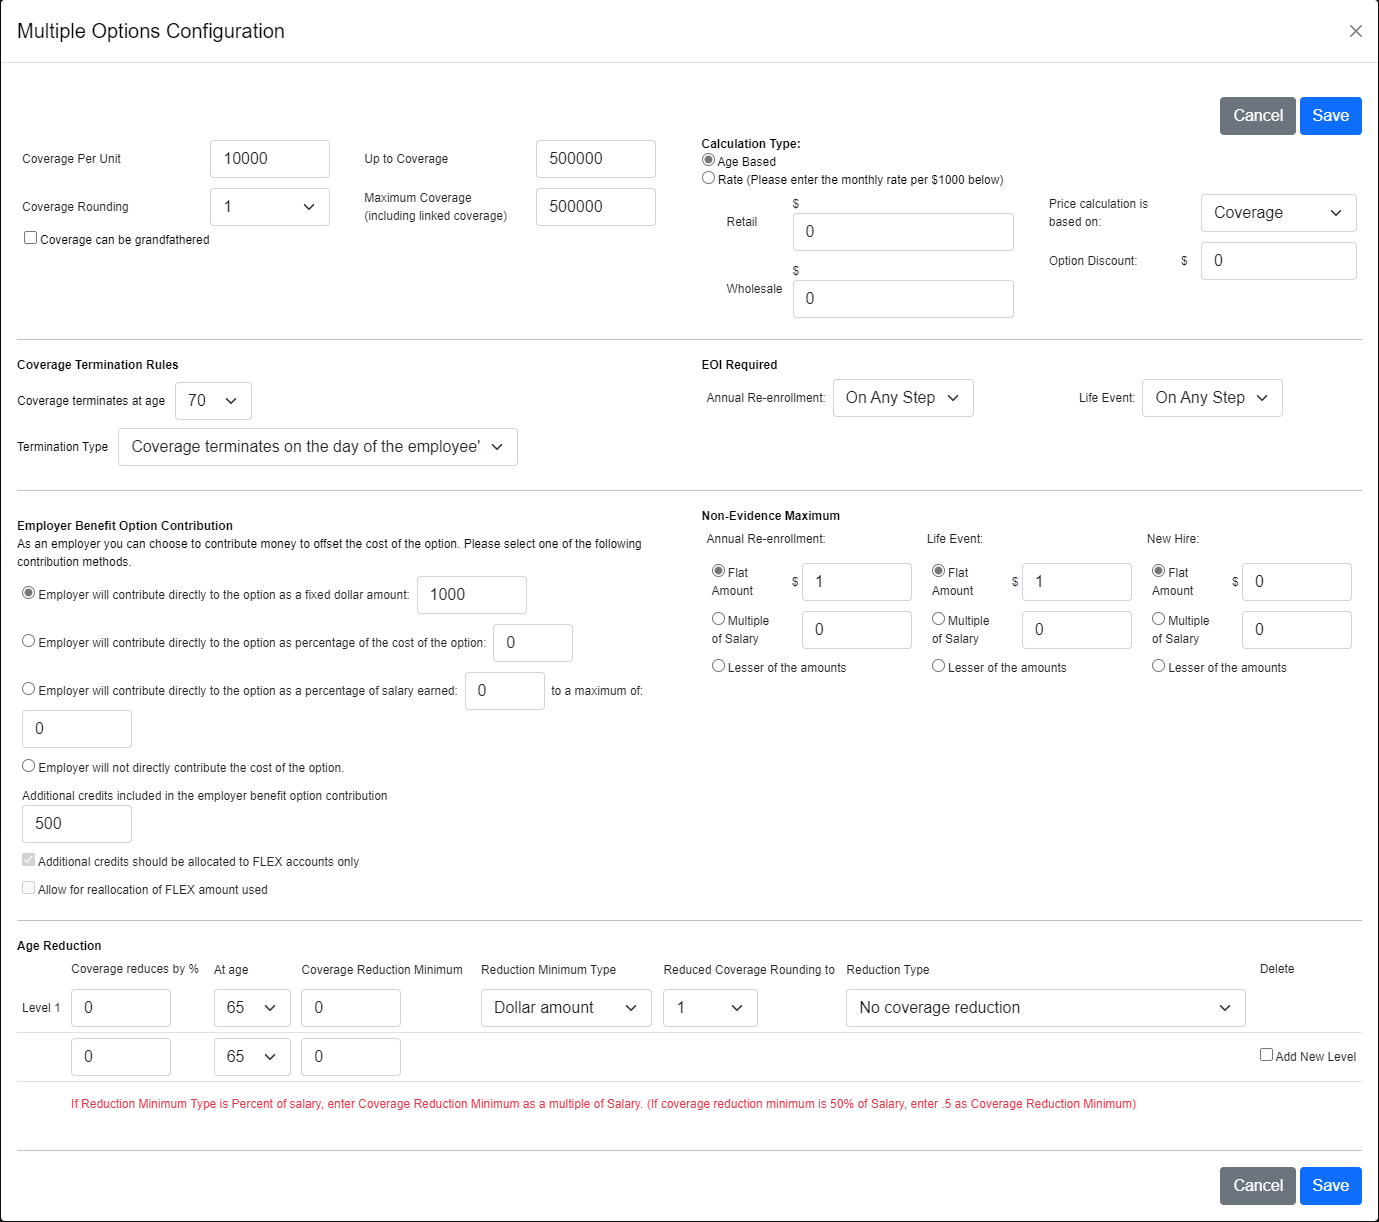 Multiple Options Configuration
Cancel Save
Coverage Per Unit 10000 Up to Coverage 500000
Coverage Rounding 1 Maximum Coverage
(including linked coverage) 500000
Coverage can be grandfathered
Calculation Type:
Age Based
Rate (Please enter the monthly rate per $1000 below)
$
Retail 0
$
Wholesale 0
Price calculation is
based on: Coverage
Option Discount: $ 0
Coverage Termination Rules
Coverage terminates at age 70
Termination Type Coverage terminates on the day of the employee'
EOI Required
Annual Re-enrollment: On Any Step Life Event: On Any Step
Employer Benefit Option Contribution
As an employer you can choose to contribute money to offset the cost of the option. Please select one of the following
contribution methods.
Employer will contribute directly to the option as a fixed dollar amount: 1000
Employer will contribute directly to the option as percentage of the cost of the option: 0
Employer will contribute directly to the option as a percentage of salary earned: 0 to a maximum of:
0
Employer will not directly contribute the cost of the option.
Additional credits included in the employer benefit option contribution
500
Additional credits should be allocated to FLEX accounts only
Allow for reallocation of FLEX amount used
Non-Evidence Maximum
Annual Re-enrollment:
Flat
Amount $ 1
Multiple
of Salary 0
Lesser of the amounts
Life Event:
Flat
Amount $ 1
Multiple
of Salary 0
Lesser of the amounts
New Hire:
Flat
Amount $ 0
Multiple
of Salary 0
Lesser of the amounts
Age Reduction
Coverage reduces by % At age Coverage Reduction Minimum Reduction Minimum Type Reduced Coverage Rounding to Reduction Type Delete
Level 1 0 65 0 Dollar amount 1 No coverage reduction
0 65 0 Add New Level
If Reduction Minimum Type is Percent of salary, enter Coverage Reduction Minimum as a multiple of Salary. (If coverage reduction minimum is 50% of Salary, enter .5 as Coverage Reduction Minimum)
Cancel Save